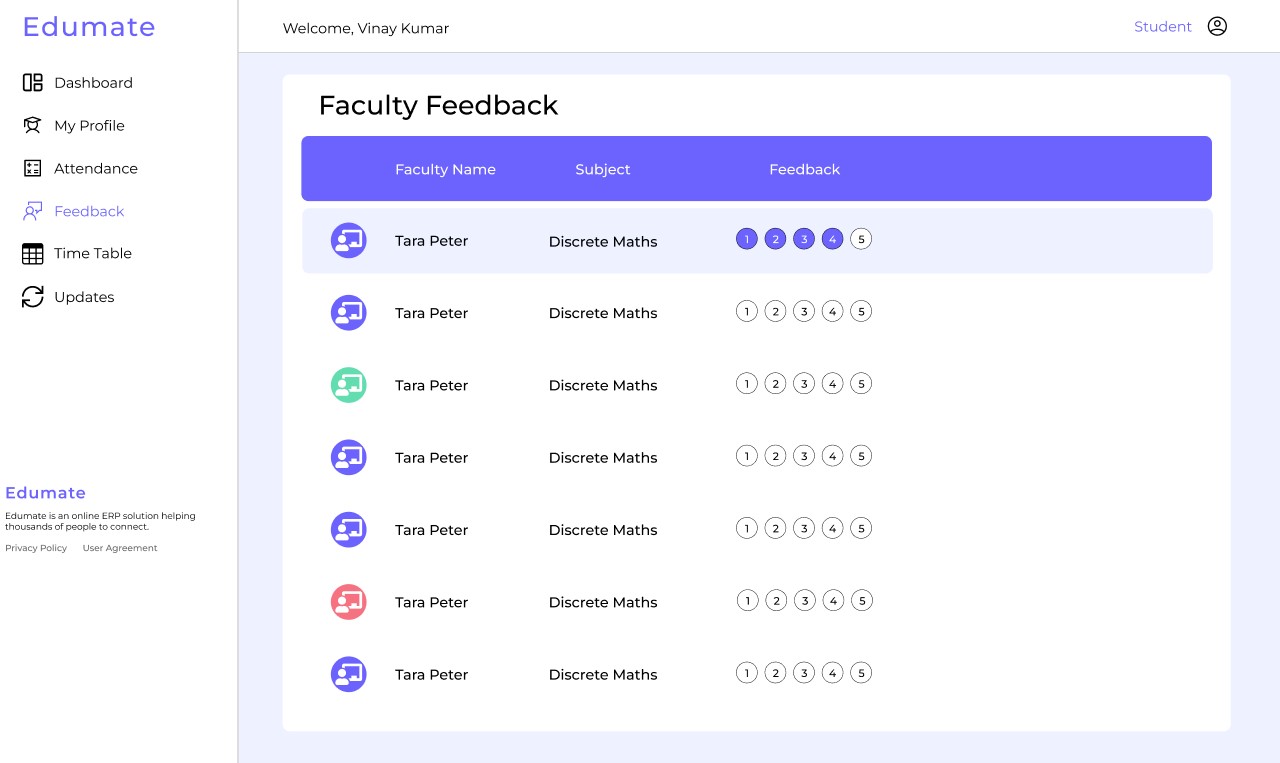 Edumate
Welcome, Vinay Kumar
Student
Dashboard
My Profile
Attendance
Feedback
Time Table
Updates
Edumate
Edumate is an online ERP solution helping
thousands of people to connect.
Privacy Policy User Agreement
Faculty Feedback
Faculty Name Subject Feedback
Tara Peter Discrete Maths 1 2 3 4 5
Tara Peter Discrete Maths 1 2 3 4 5
Tara Peter Discrete Maths 1 2 3 4 5
Tara Peter Discrete Maths 1 2 3 4 5
Tara Peter Discrete Maths 1 2 3 4 5
Tara Peter Discrete Maths 1 2 3 4 5
Tara Peter Discrete Maths 1 2 3 4 5